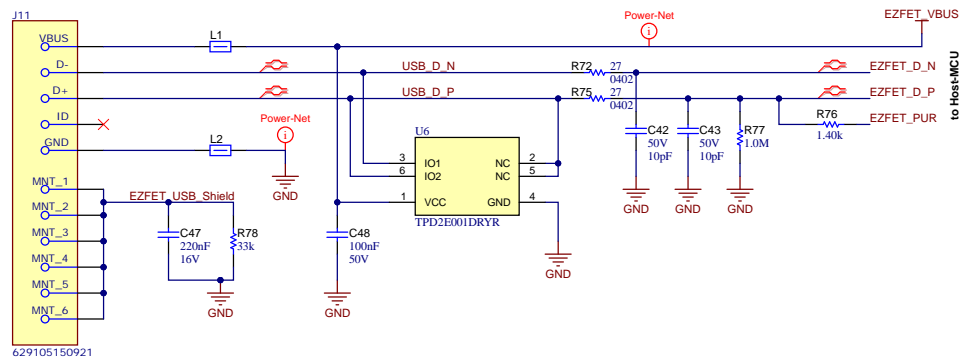 J11
VBUS
D-
D+
ID
GND
MNT_1
MNT_2
MNT_3
MNT_4
MNT_5
MNT_6
629105150921
L1
L2
Power-Net
i
GND
EZFET_USB_Shield
C47
220nF
16V
R78
33k
GND
USB_D_N
USB_D_P
U6
3 IO1 NC 2
6 IO2 NC 5
1 VCC GND 4
TPD2E001DRYR
C48
100nF
50V
GND
GND
R72 27
0402
R75 27
0402
C42
50V
10pF
GND
C43
50V
10pF
GND
R77
1.0M
GND
R76
1.40k
Power-Net
i
EZFET_VBUS
EZFET_D_N
EZFET_D_P
EZFET_PUR
to Host-MCU